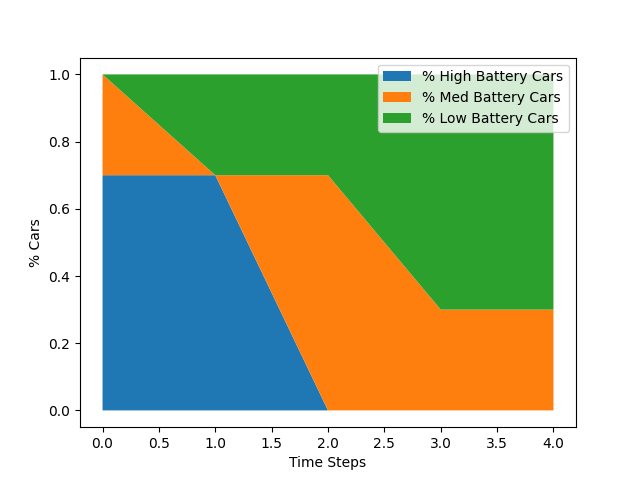 % High Battery Cars
% Med Battery Cars
% Low Battery Cars
1.0
0.8
0.6
0.4
0.2
0.0
% Cars
0.0 0.5 1.0 1.5 2.0 2.5 3.0 3.5 4.0
Time Steps